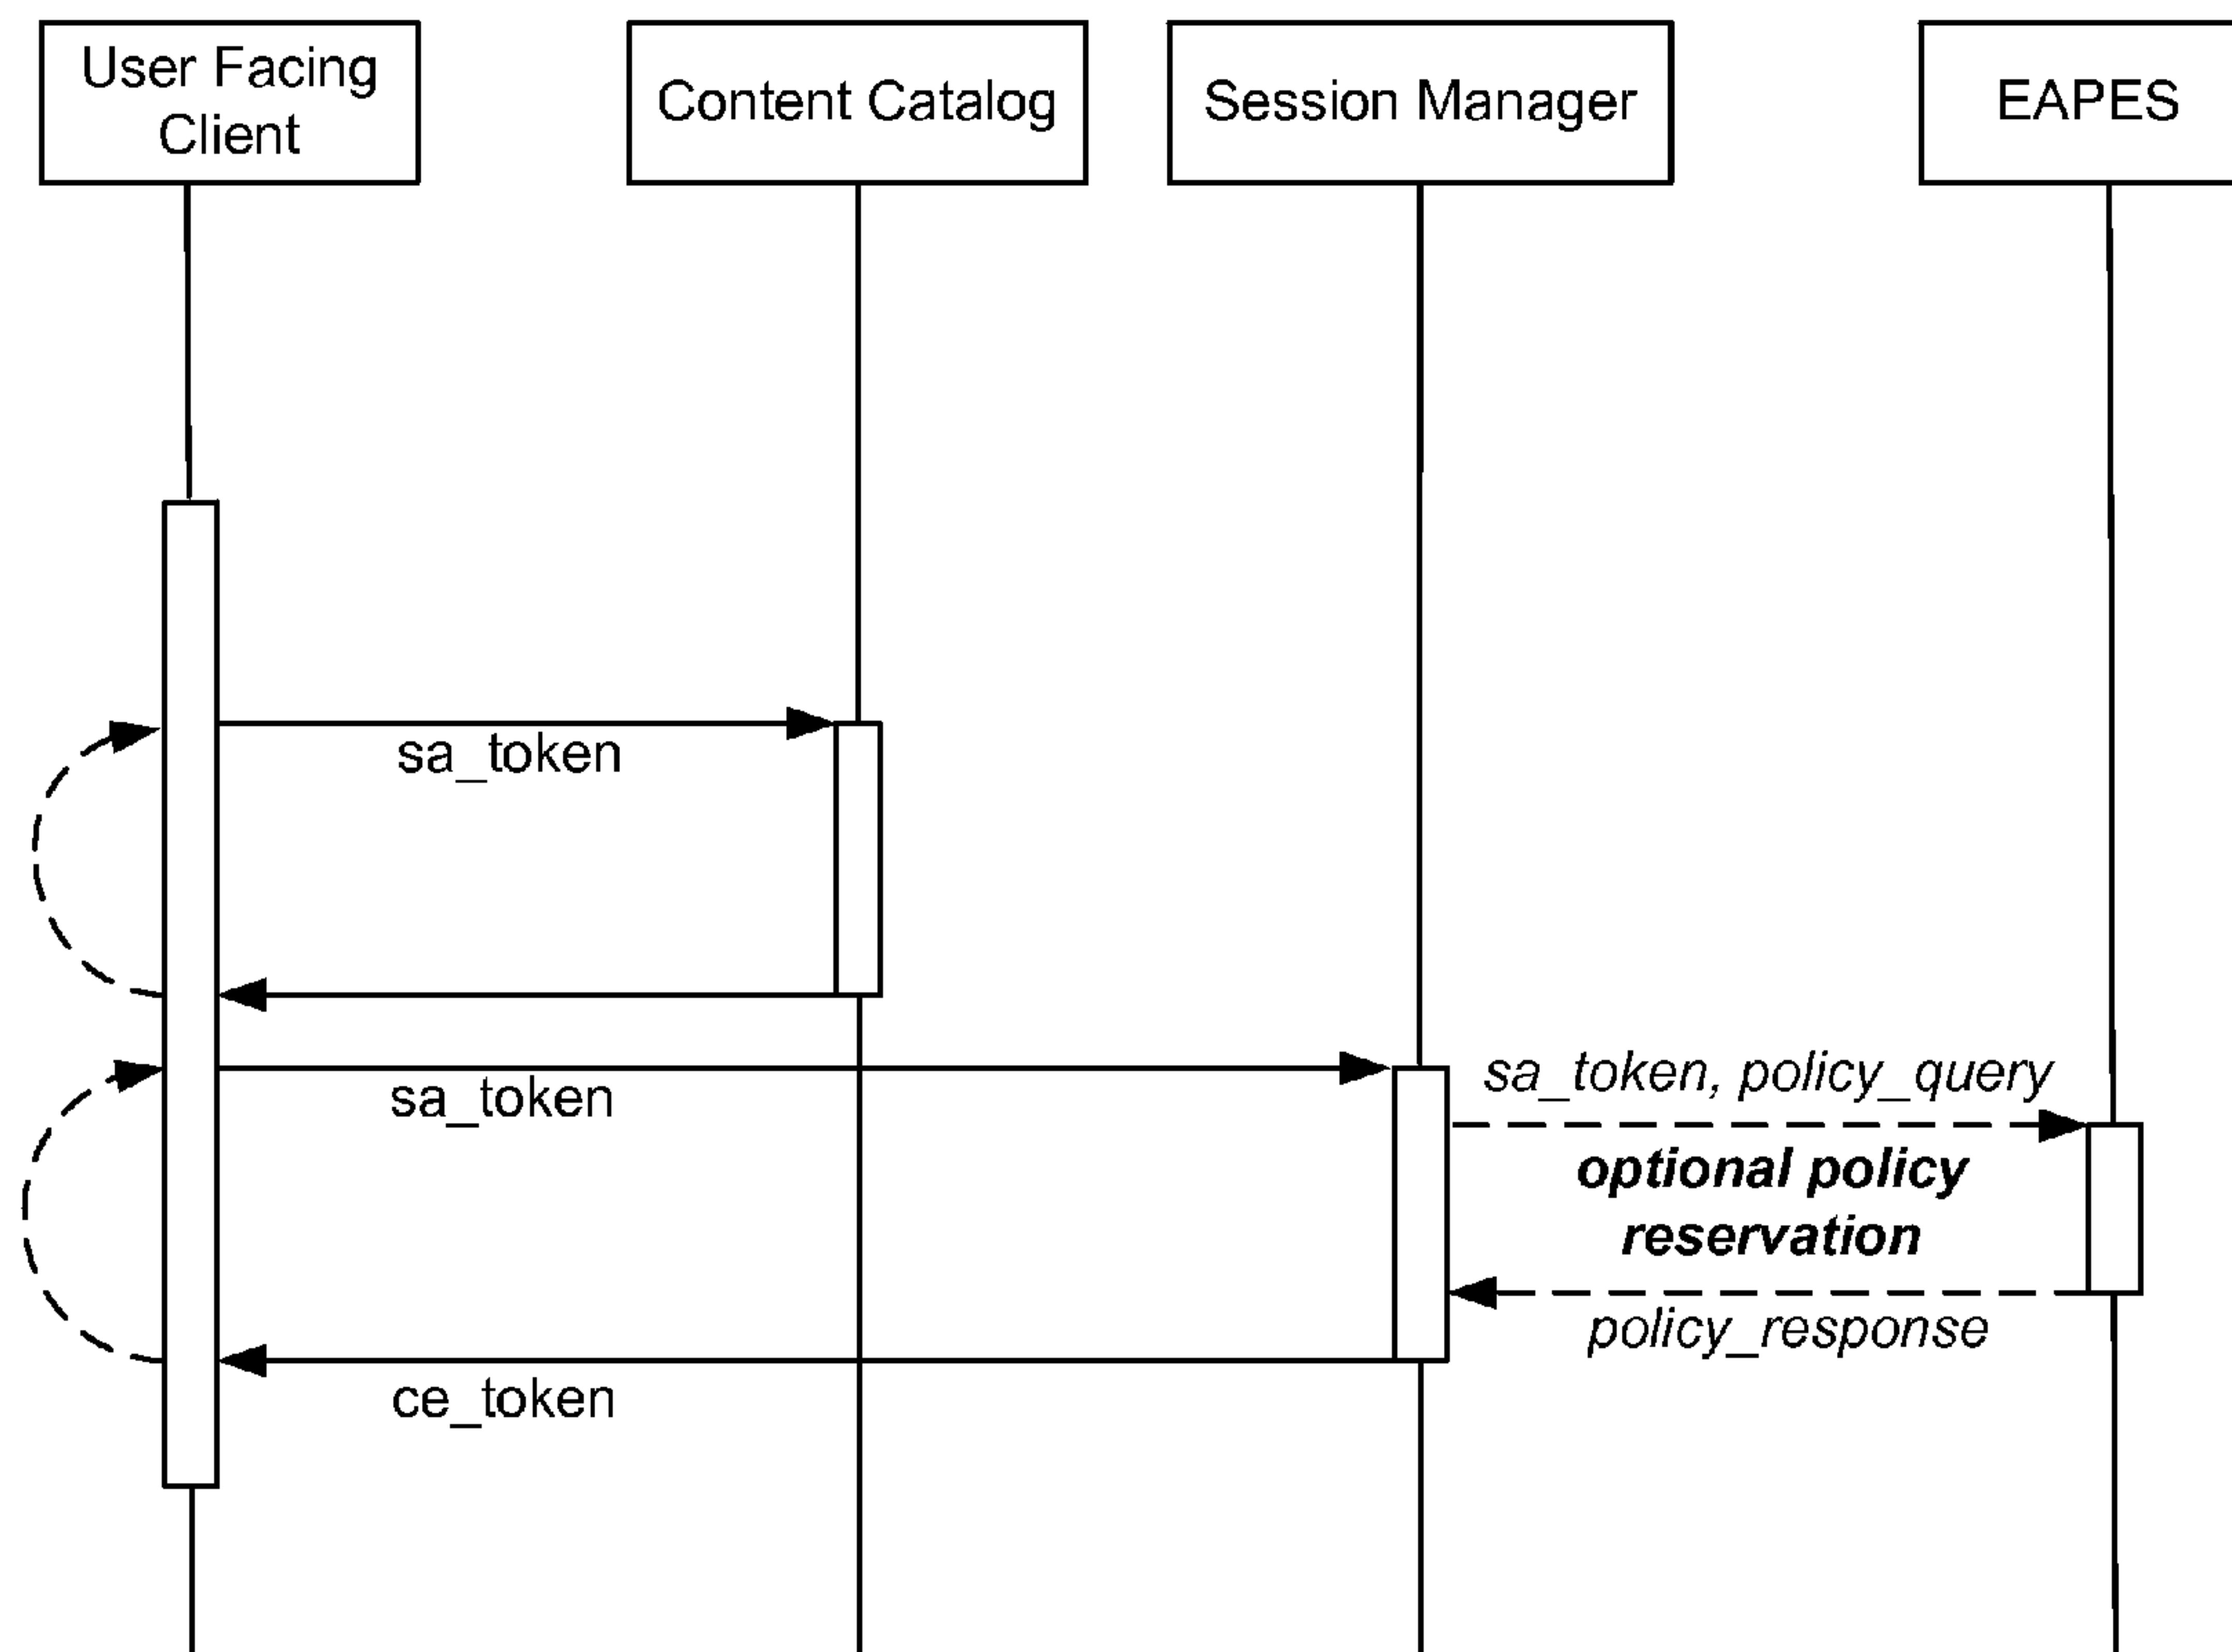 User Facing
Client
Content Catalog
Session Manager
EAPES
sa_token
sa_token
sa_token, policy_query
optional policy
reservation
policy_response
ce_token